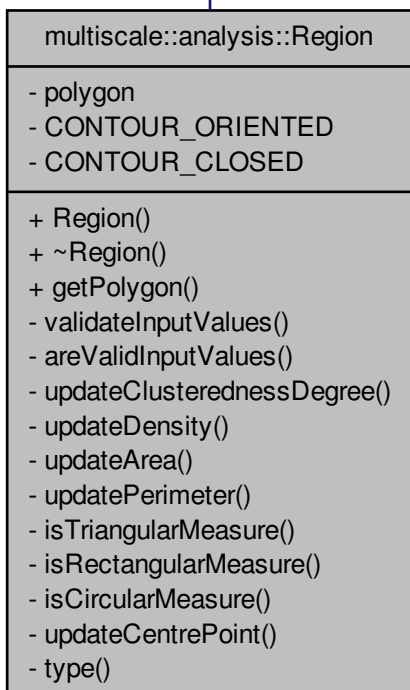 multiscale::analysis::Region
- polygon
- CONTOUR_ORIENTED
- CONTOUR_CLOSED
+ Region()
+ ~Region()
+ getPolygon()
- validateInputValues()
- areValidInputValues()
- updateClusterednessDegree()
- updateDensity()
- updateArea()
- updatePerimeter()
- isTriangularMeasure()
- isRectangularMeasure()
- isCircularMeasure()
- updateCentrePoint()
- type()